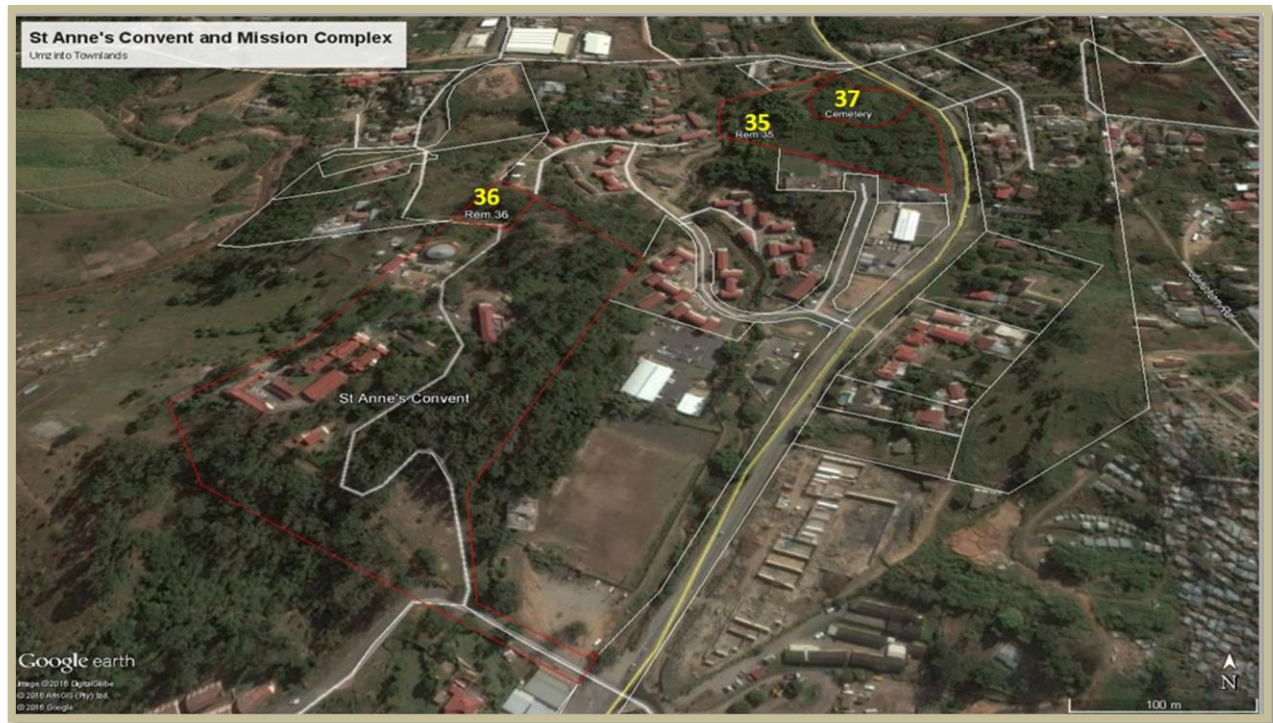 St Anne's Convent and Mission Complex
Umzinto Townlands
37
Cemetery
35
Rem 35
36
Rem 36
St Anne's Convent
Google earth
Image © 2016 DigitalGlobe
© 2016 AfriGIS (Pty) Ltd.
© 2016 Google
N
100 m